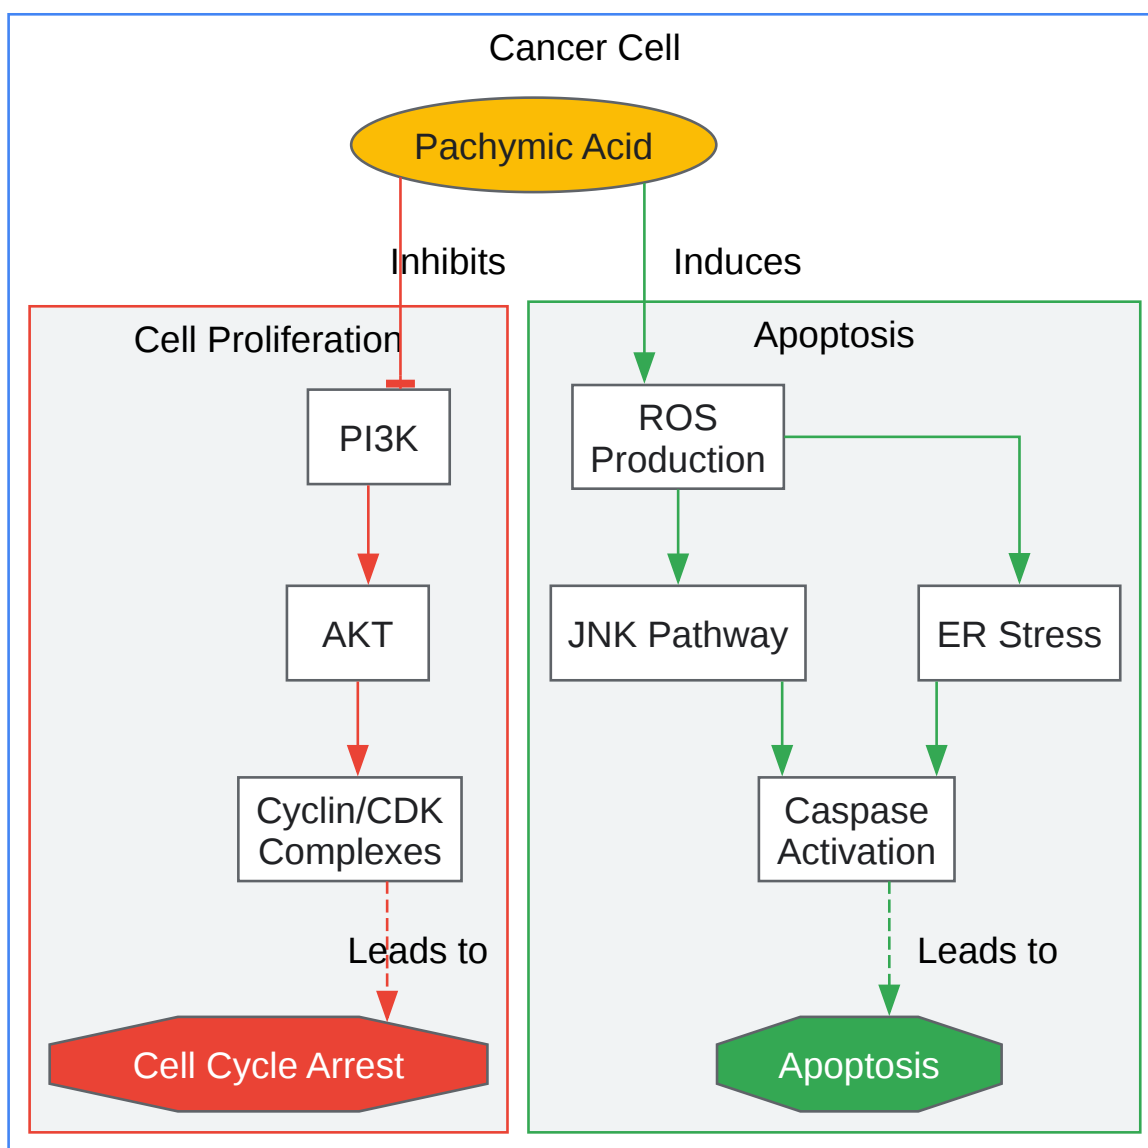 Cancer Cell
Pachymic Acid
Inhibits
Induces
Cell Proliferation
Apoptosis
PI3K
ROS
Production
AKT
JNK Pathway
ER Stress
Cyclin/CDK
Complexes
Caspase
Activation
Leads to
Leads to
Cell Cycle Arrest
Apoptosis